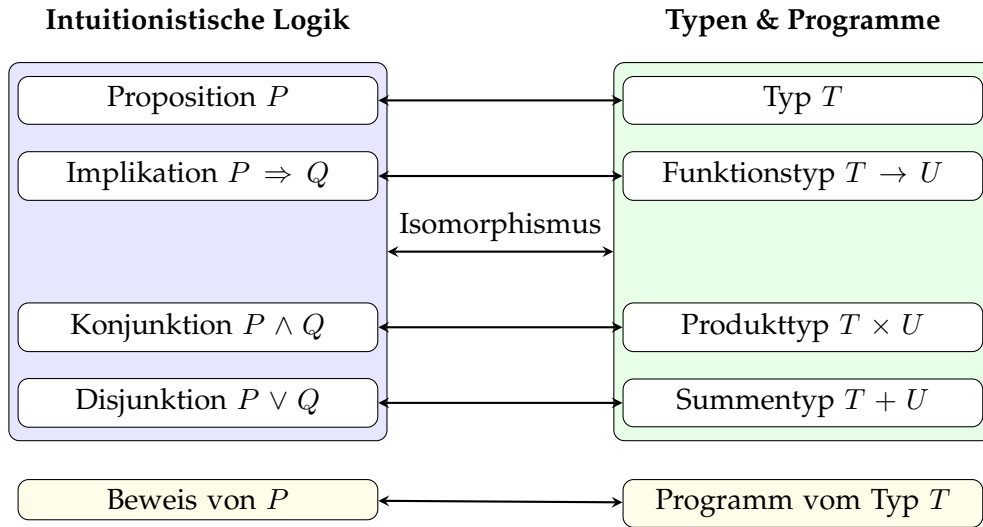 Intuitionistische Logik
Typen & Programme
Proposition P
Typ T
Implikation P ⇒ Q
Funktionstyp T → U
Isomorphismus
Konjunktion P ∧ Q
Produkttyp T × U
Disjunktion P ∨ Q
Summentyp T + U
Beweis von P
Programm vom Typ T